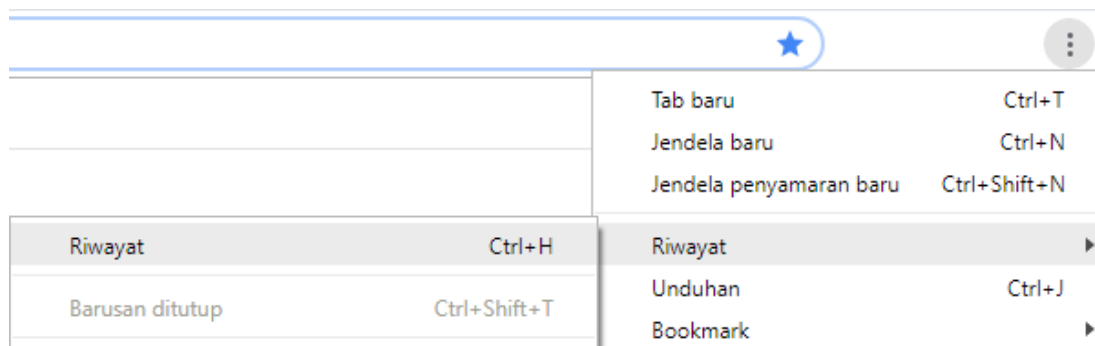 Tab baru Ctrl+T
Jendela baru Ctrl+N
Jendela penyamaran baru Ctrl+Shift+N
Riwayat Ctrl+H
Barusan ditutup Ctrl+Shift+T
Riwayat
Unduhan Ctrl+J
Bookmark